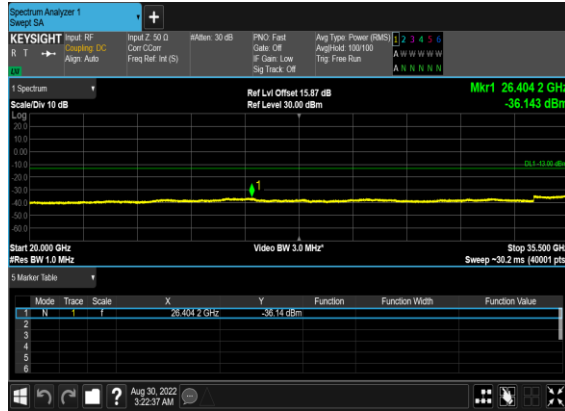 Spectrum Analyzer 1
Swept SA
KEYSIGHT Input: RF Input Z: 50 Ω #Atten: 30 dB PNO: Fast Avg Type: Power (RMS) 1 2 3 4 5 6
R T Coupling: DC Corr CCorr Gate: Off Avg|Hold: 100/100 A W W W W W
Align: Auto Freq Ref: Int (S) IF Gain: Low Trig: Free Run
Sig Track: Off A N N N N N
1 Spectrum Ref Lvl Offset 15.87 dB Mkr1 26.404 2 GHz
Scale/Div 10 dB Ref Level 30.00 dBm -36.143 dBm
Log
20.0
10.0
0.00
-10.0 DL1 -13.00 dBm
-20.0
-30.0 1
-40.0
-50.0
-60.0
Start 20.000 GHz Video BW 3.0 MHz* Stop 35.500 GHz
#Res BW 1.0 MHz Sweep ~30.2 ms (40001 pts)
5 Marker Table
Mode Trace Scale X Y Function Function Width Function Value
1 N 1 f 26.404 2 GHz -36.14 dBm
2
3
4
5
6
? Aug 30, 2022
3:22:37 AM